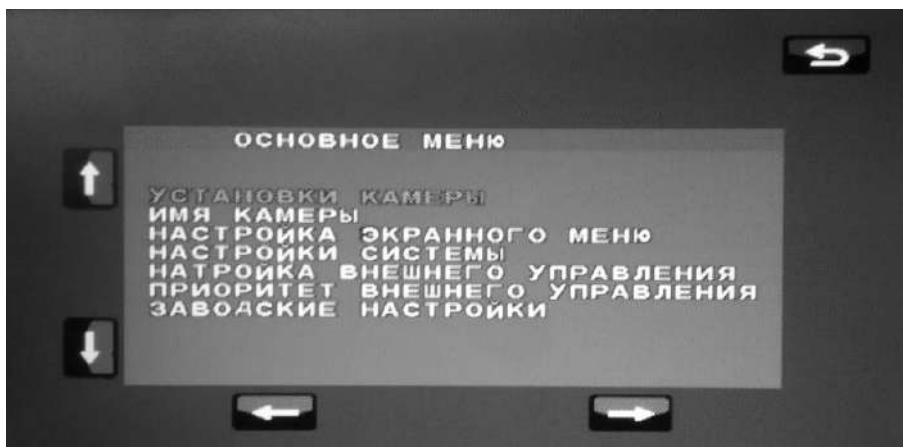 ОСНОВНОЕ МЕНЮ
УСТАНОВКИ КАМЕРЫ
ИМЯ КАМЕРЫ
НАСТРОЙКА ЭКРАННОГО МЕНЮ
НАСТРОЙКИ СИСТЕМЫ
НАТРОЙКА ВНЕШНЕГО УПРАВЛЕНИЯ
ПРИОРИТЕТ ВНЕШНЕГО УПРАВЛЕНИЯ
ЗАВОДСКИЕ НАСТРОЙКИ